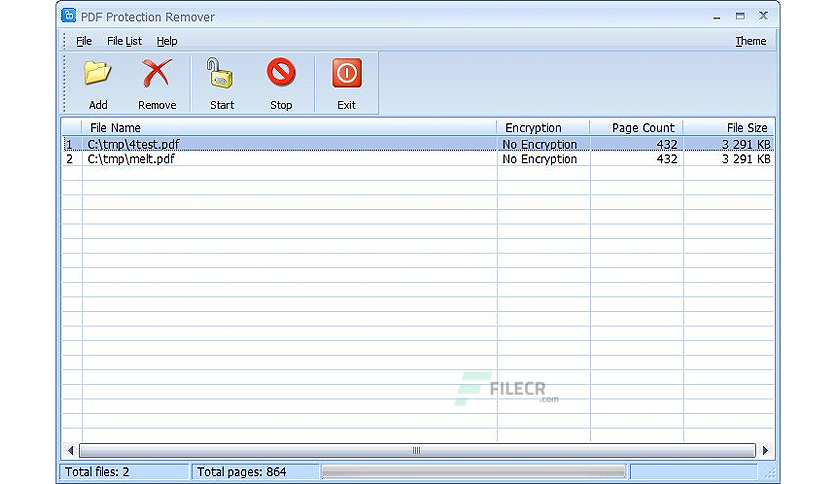 PDF Protection Remover
File File List Help Theme
Add Remove Start Stop Exit
File Name Encryption Page Count File Size
1 C:\tmp\4test.pdf No Encryption 432 3 291 KB
2 C:\tmp\melt.pdf No Encryption 432 3 291 KB
FILECR
.com
Total files: 2 Total pages: 864